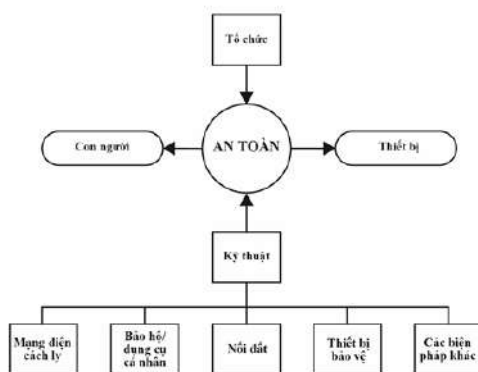 Tổ chức
Con người
AN TOÀN
Thiết bị
Kỹ thuật
Mạng điện
cách ly
Bảo hộ/
dụng cụ
cá nhân
Nối đất
Thiết bị
bảo vệ
Các biện
pháp khác